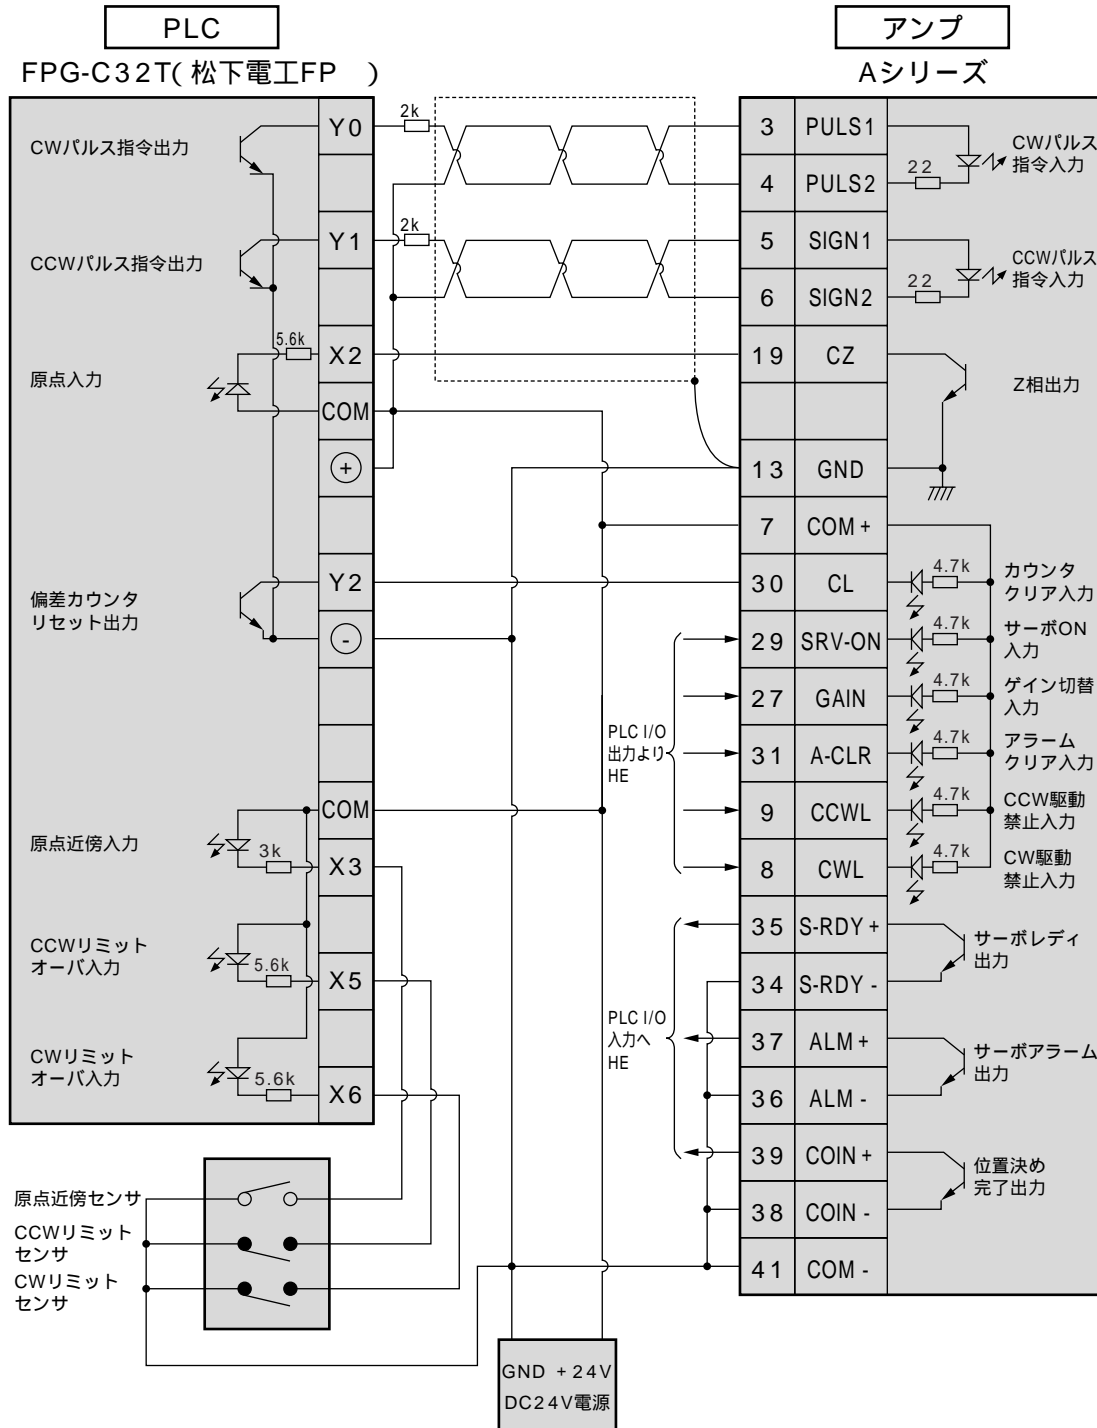 PLC
FPG-C32T(松下電工FP )
CWパルス指令出力
Y0
2k
CCWパルス指令出力
Y1
2k
5.6k
X2
原点入力
COM
+
Y2
偏差カウンタ
リセット出力
-
COM
原点近傍入力
3k
X3
CCWリミット
オーバ入力
5.6k
X5
CWリミット
オーバ入力
5.6k
X6
原点近傍センサ
CCWリミット
センサ
CWリミット
センサ
PLC I/O
出力より
HE
PLC I/O
入力へ
HE
GND +24V
DC24V電源
アンプ
Aシリーズ
3 PULS1
CWパルス
指令入力
22
4 PULS2
5 SIGN1
CCWパルス
指令入力
22
6 SIGN2
19 CZ
Z相出力
13 GND
7 COM+
30 CL
4.7k
カウンタ
クリア入力
29 SRV-ON
4.7k
サーボON
入力
27 GAIN
4.7k
ゲイン切替
入力
31 A-CLR
4.7k
アラーム
クリア入力
9 CCWL
4.7k
CCW駆動
禁止入力
8 CWL
4.7k
CW駆動
禁止入力
35 S-RDY+
サーボレディ
出力
34 S-RDY-
37 ALM+
サーボアラーム
出力
36 ALM-
39 COIN+
位置決め
完了出力
38 COIN-
41 COM-